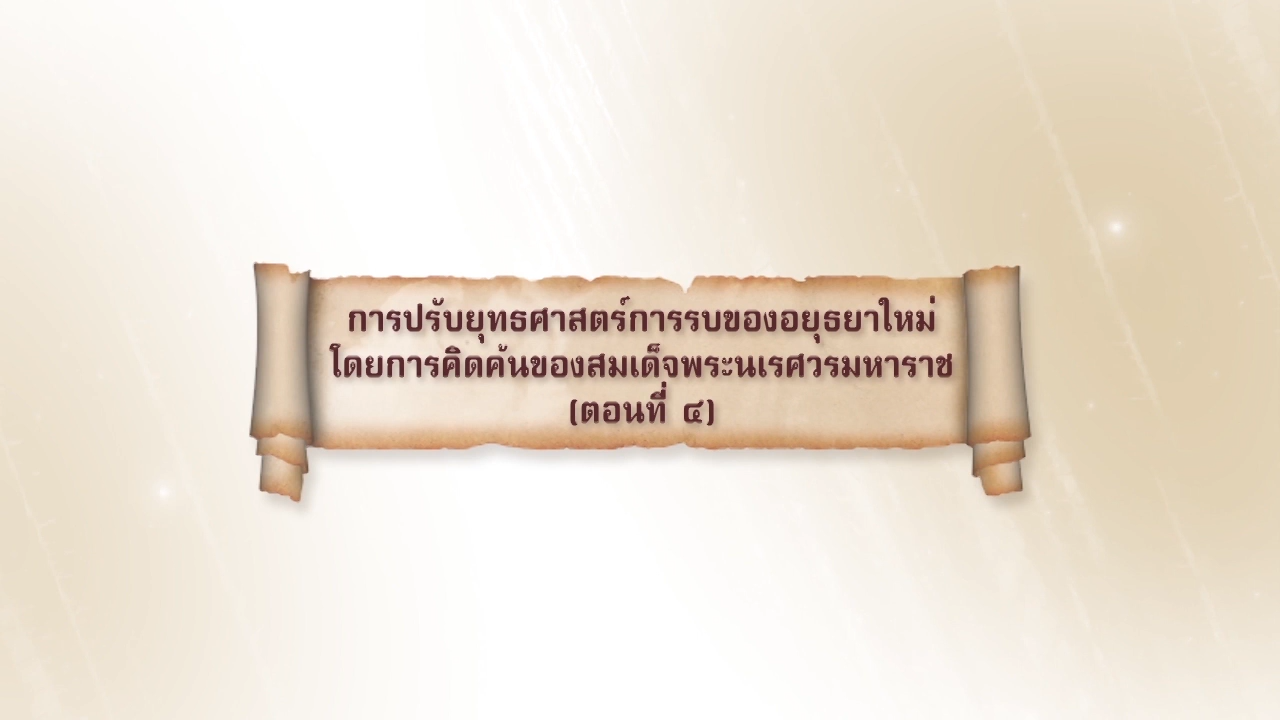 การปรับยุทธศาสตร์การรบของอยุธยาใหม่
โดยการคิดค้นของสมเด็จพระนเรศวรมหาราช
(ตอนที่ ๔)